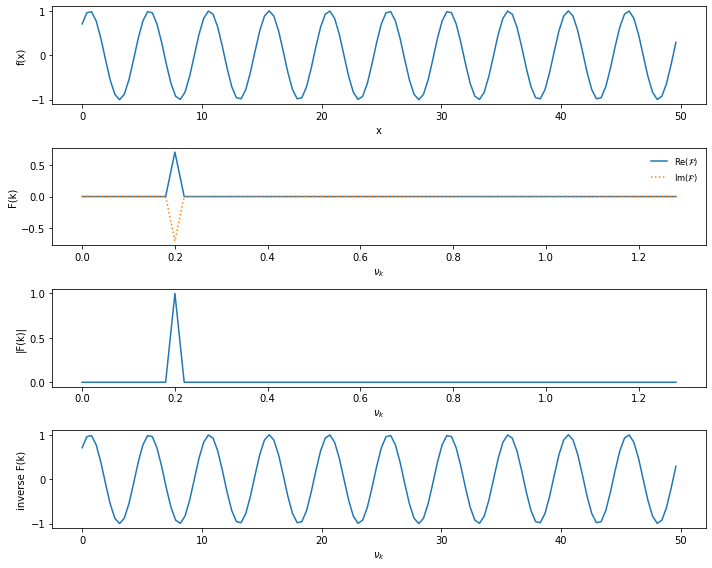 1
0
−1
f(x)
0 10 20 30 40 50
x
0.5
0.0
−0.5
F(k)
Re(ℱ)
Im(ℱ)
0.0 0.2 0.4 0.6 0.8 1.0 1.2
νₖ
1.0
0.5
0.0
|F(k)|
0.0 0.2 0.4 0.6 0.8 1.0 1.2
νₖ
1
0
−1
inverse F(k)
0 10 20 30 40 50
νₖ